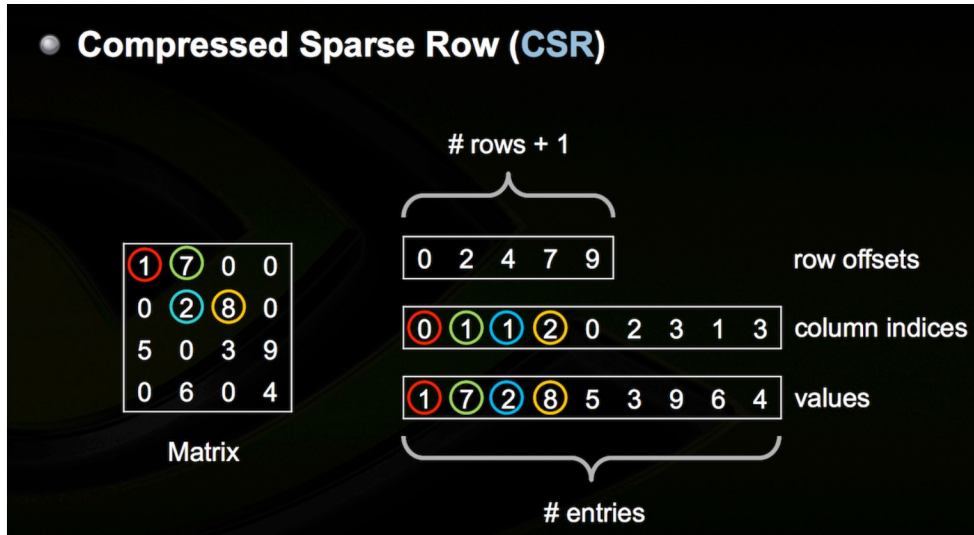 Compressed Sparse Row (CSR)
# rows + 1
1 7 0 0
0 2 8 0
5 0 3 9
0 6 0 4
Matrix
0 2 4 7 9 row offsets
0 1 1 2 0 2 3 1 3 column indices
1 7 2 8 5 3 9 6 4 values
# entries